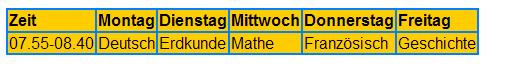 Zeit Montag Dienstag Mittwoch Donnerstag Freitag
07.55-08.40 Deutsch Erdkunde Mathe Französisch Geschichte